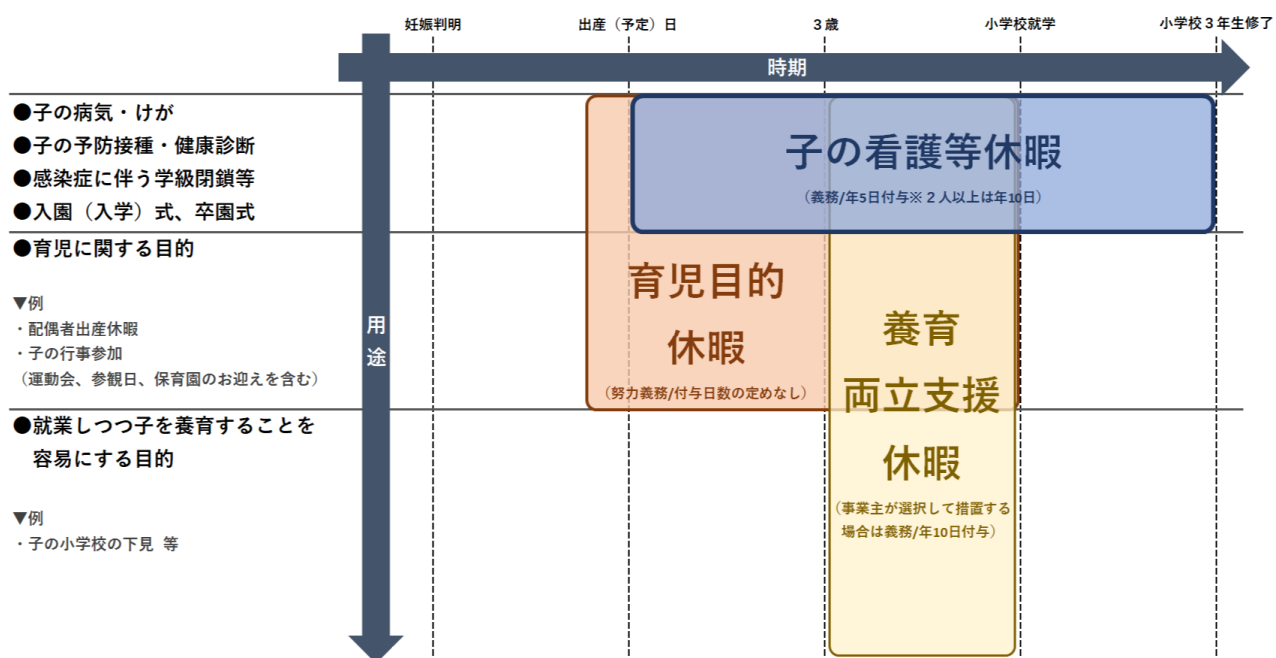 妊娠判明
出産（予定）日
３歳
小学校就学
小学校３年生修了
時期
●子の病気・けが
●子の予防接種・健康診断
●感染症に伴う学級閉鎖等
●入園（入学）式、卒園式
子の看護等休暇
（義務/年5日付与※２人以上は年10日）
●育児に関する目的
▼例
・配偶者出産休暇
・子の行事参加
（運動会、参観日、保育園のお迎えを含む）
用
途
育児目的
休暇
（努力義務/付与日数の定めなし）
養育
両立支援
休暇
（事業主が選択して措置する
場合は義務/年10日付与）
●就業しつつ子を養育することを
容易にする目的
▼例
・子の小学校の下見 等